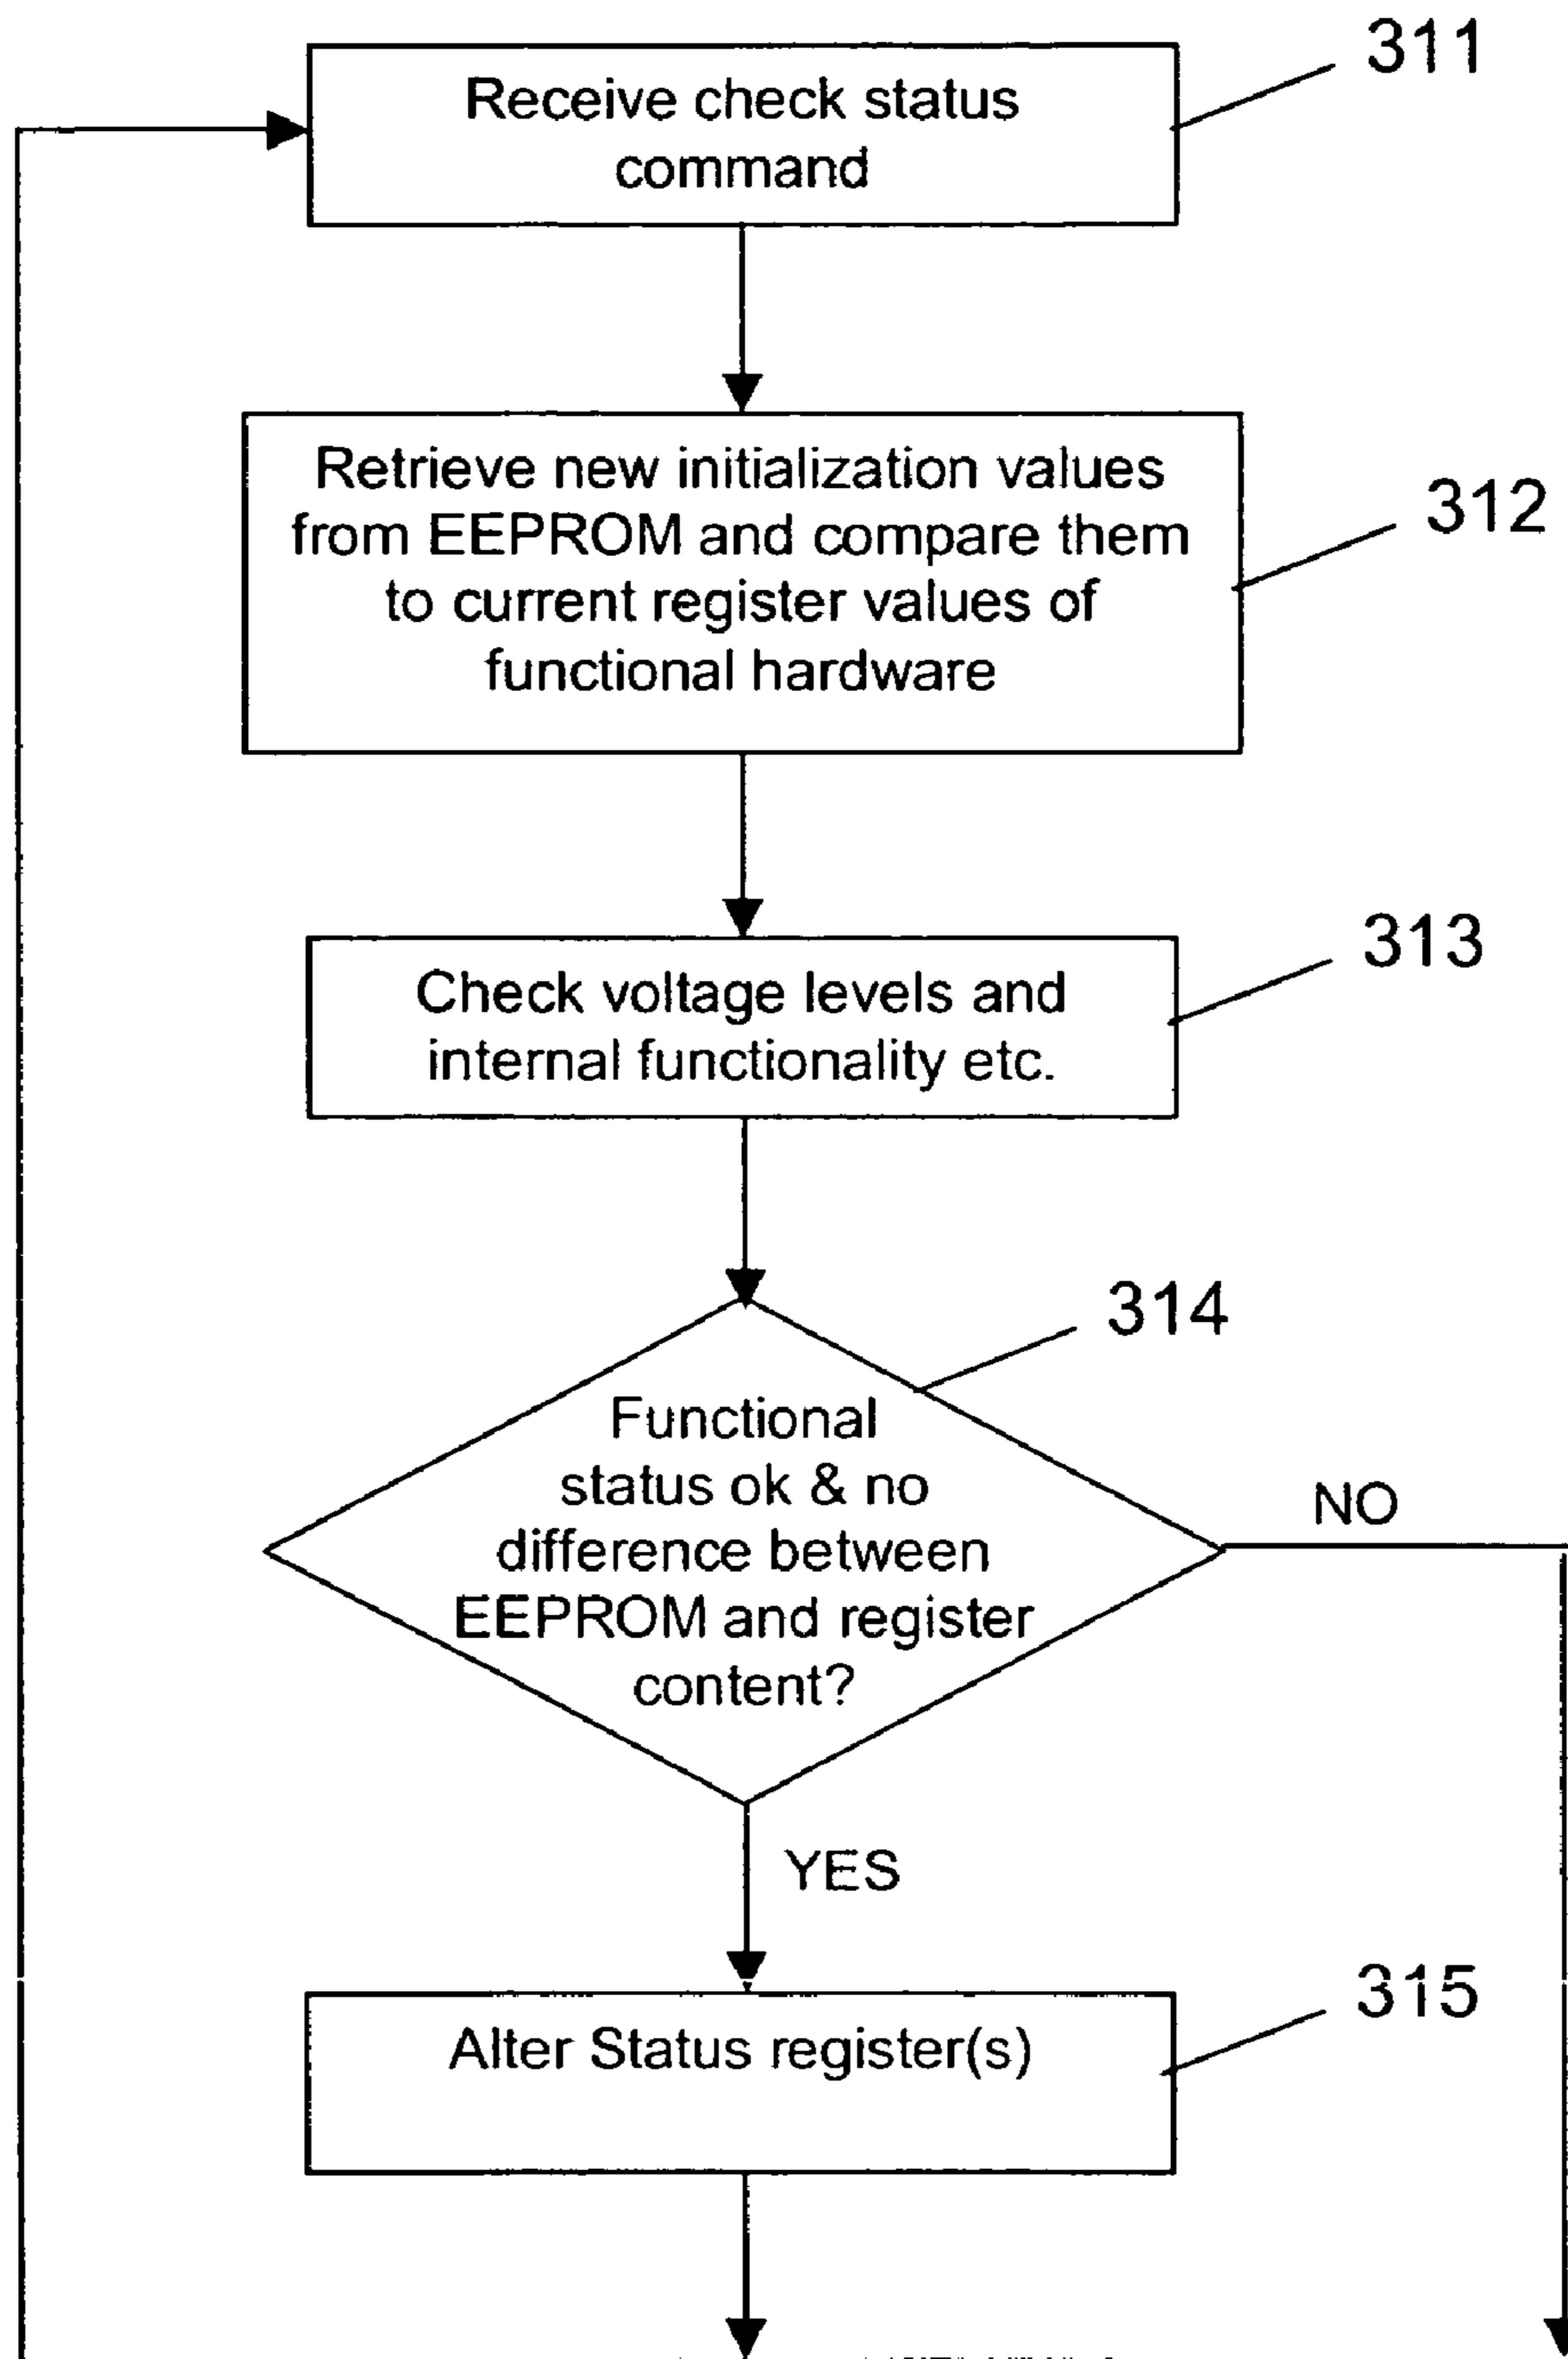 311
Receive check status
command
312
Retrieve new initialization values
from EEPROM and compare them
to current register values of
functional hardware
313
Check voltage levels and
internal functionality etc.
314
Functional
status ok & no
difference between
EEPROM and register
content?
NO
YES
315
Alter Status register(s)